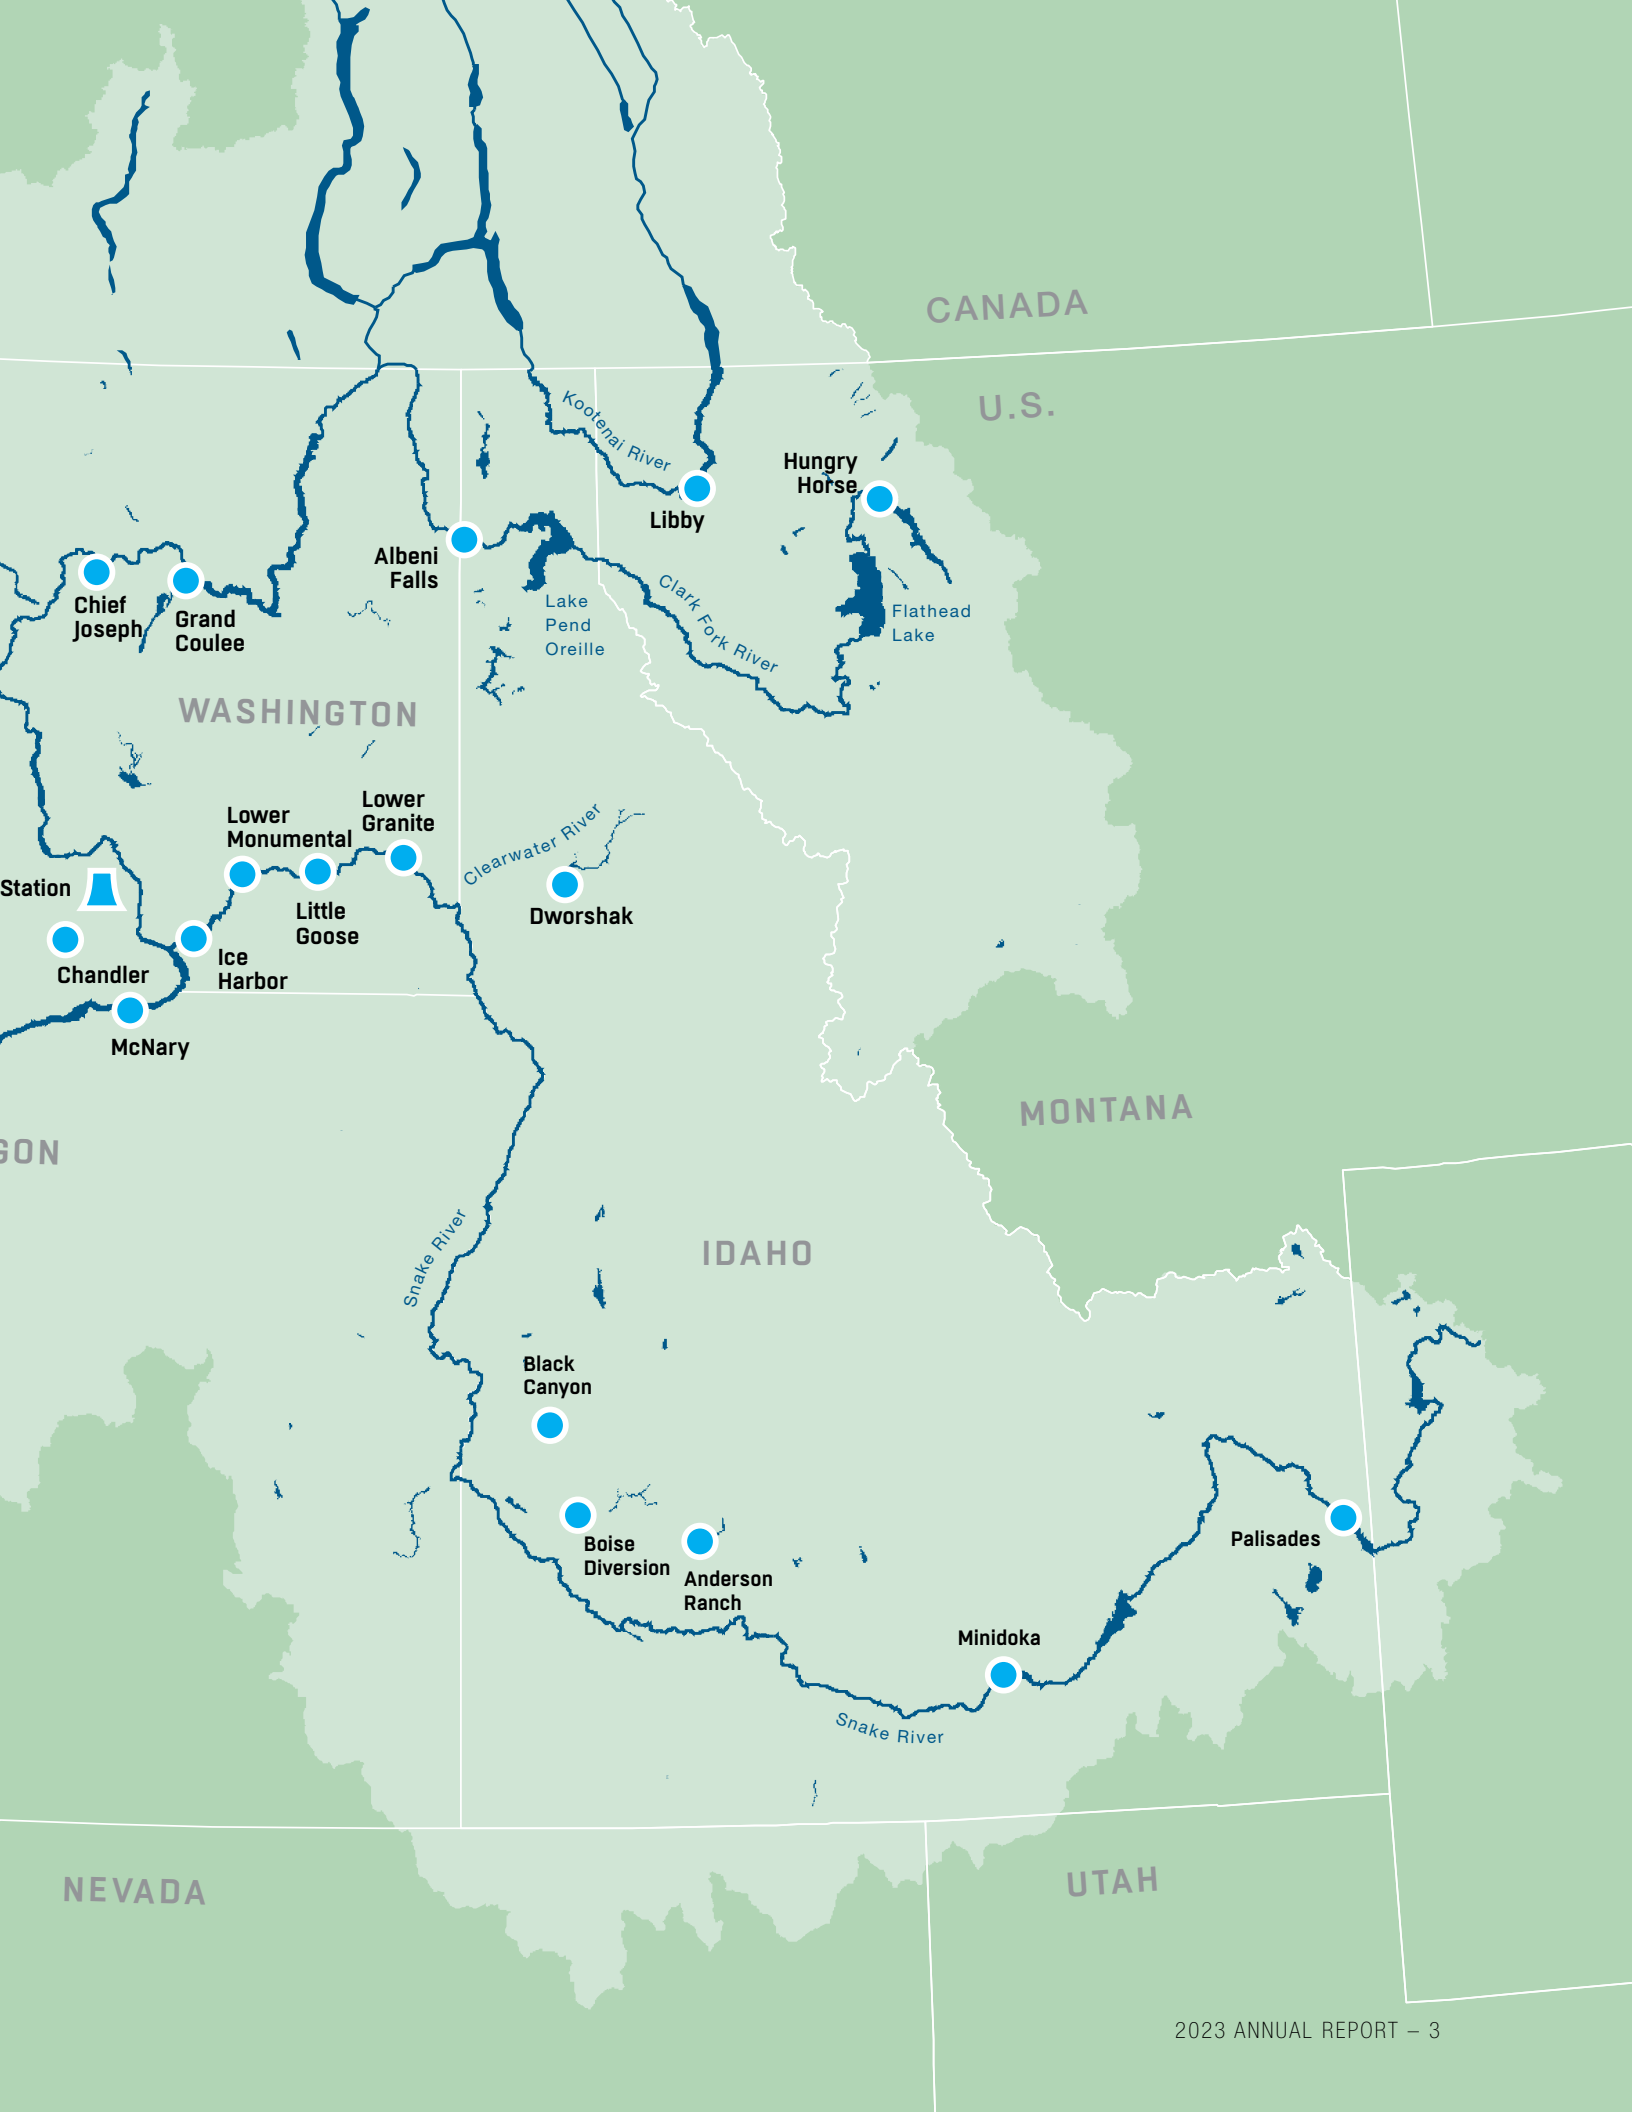 CANADA
U.S.
Kootenai River
Hungry
Horse
Libby
Albeni
Falls
Chief
Joseph
Grand
Coulee
Lake
Pend
Oreille
Clark Fork River
Flathead
Lake
WASHINGTON
Lower
Monumental
Lower
Granite
Clearwater River
Station
Little
Goose
Dworshak
Chandler
Ice
Harbor
McNary
MONTANA
GON
Snake River
IDAHO
Black
Canyon
Boise
Diversion
Anderson
Ranch
Palisades
Minidoka
Snake River
NEVADA
UTAH
2023 ANNUAL REPORT – 3